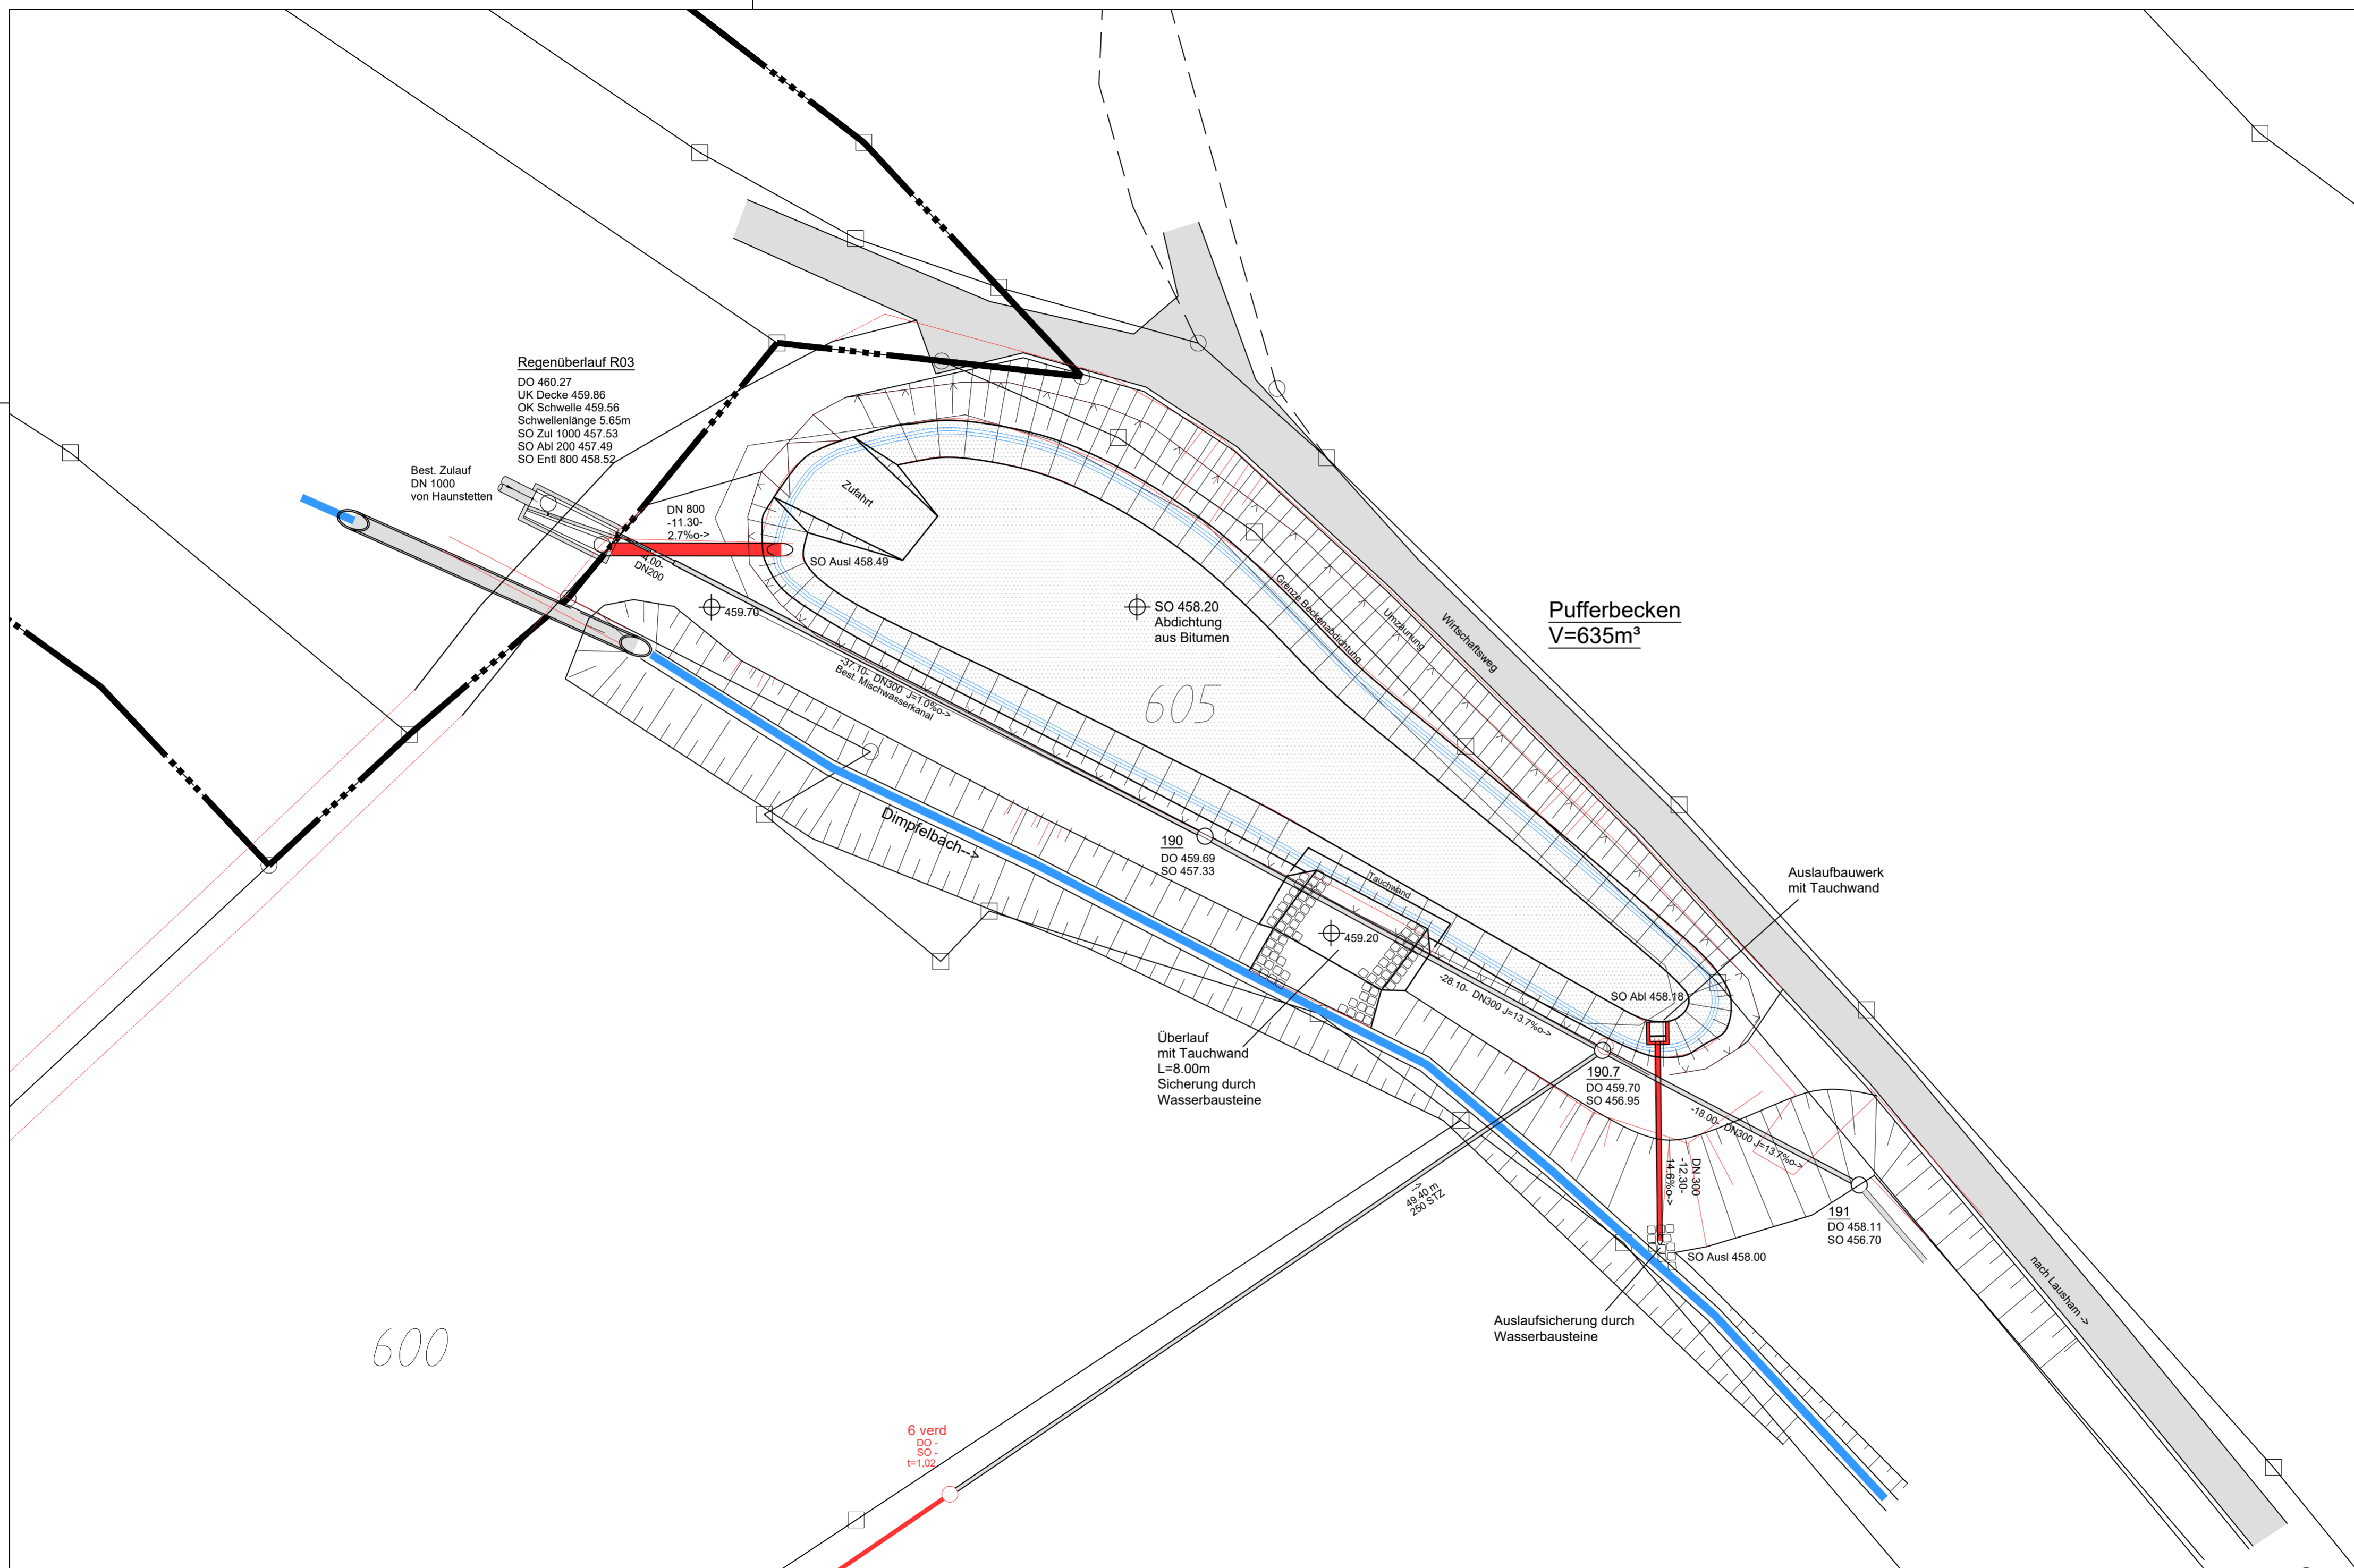 Regenüberlauf R03
DO 460.27
UK Decke 459.86
OK Schwelle 459.56
Schwellenlänge 5.65m
SO Zul 1000 457.53
SO Abl 200 457.49
SO Entl 800 458.52
Best. Zulauf
DN 1000
von Haunstetten
DN 800
-11.30-
2.7%o->
-4.00-
DN200
Zufahrt
SO Ausl 458.49
459.70
SO 458.20
Abdichtung
aus Bitumen
Grenze Beckenabdichtung
Umzäunung
Wirtschaftsweg
Pufferbecken
V=635m³
605
-37.10- DN300 J=1.0%o->
Best. Mischwasserkanal
Dimpfelbach-->
190
DO 459.69
SO 457.33
Tauchwand
459.20
Auslaufbauwerk
mit Tauchwand
-28.10- DN300 J=13.7%o->
SO Abl 458.18
Überlauf
mit Tauchwand
L=8.00m
Sicherung durch
Wasserbausteine
190.7
DO 459.70
SO 456.95
-18.00- DN300 J=13.7%o->
DN 300
-12.30-
14.6%o->
-->
49.40 m
250 STZ
191
DO 458.11
SO 456.70
SO Ausl 458.00
nach Lausham ->
Auslaufsicherung durch
Wasserbausteine
600
6 verd
DO -
SO -
t=1,02